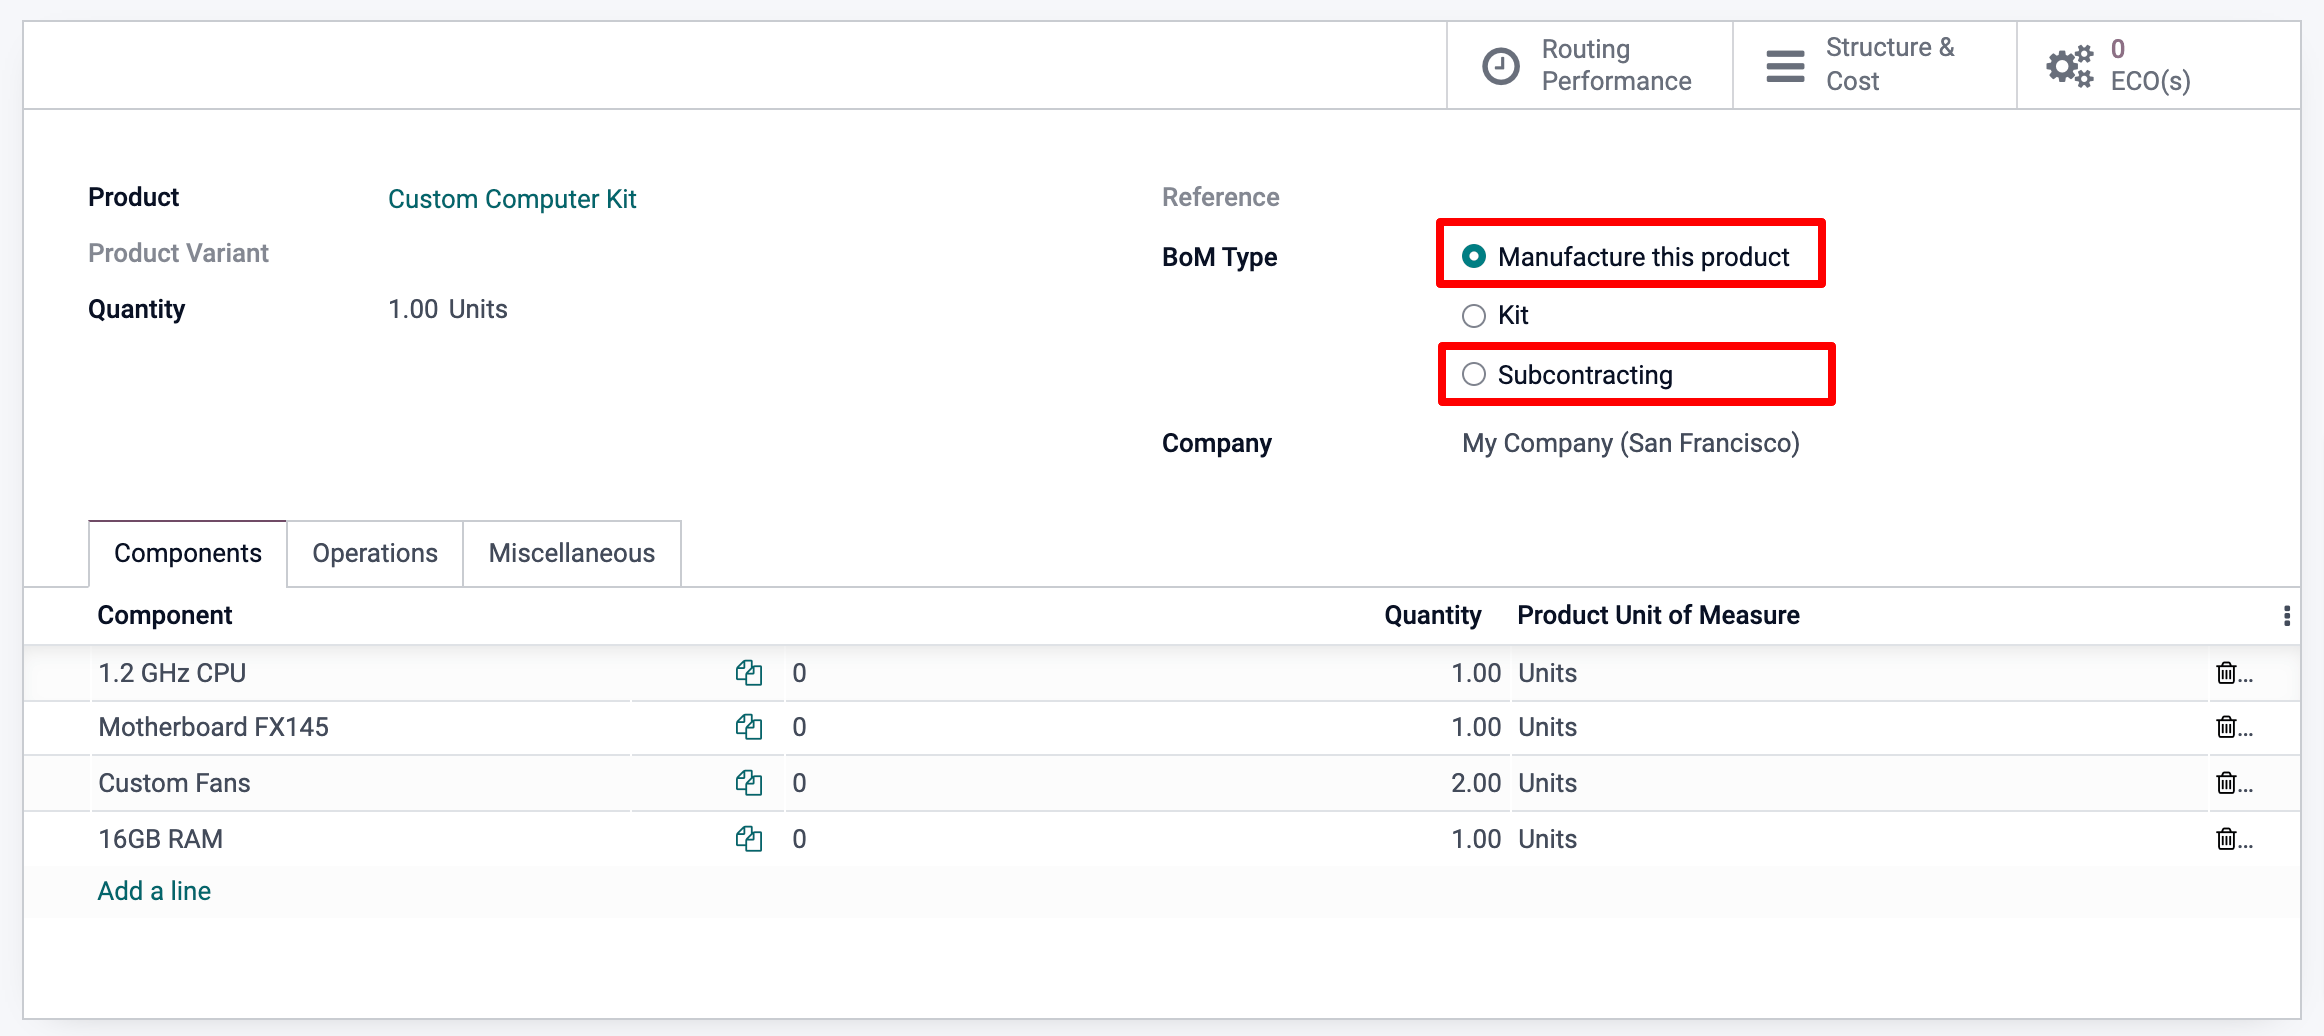 Routing
Performance
Structure &
Cost
0
ECO(s)
Product
Custom Computer Kit
Product Variant
Quantity
1.00 Units
Reference
BoM Type
Manufacture this product
Kit
Subcontracting
Company
My Company (San Francisco)
Components Operations Miscellaneous
Component Quantity Product Unit of Measure
1.2 GHz CPU 0 1.00 Units ...
Motherboard FX145 0 1.00 Units ...
Custom Fans 0 2.00 Units ...
16GB RAM 0 1.00 Units ...
Add a line